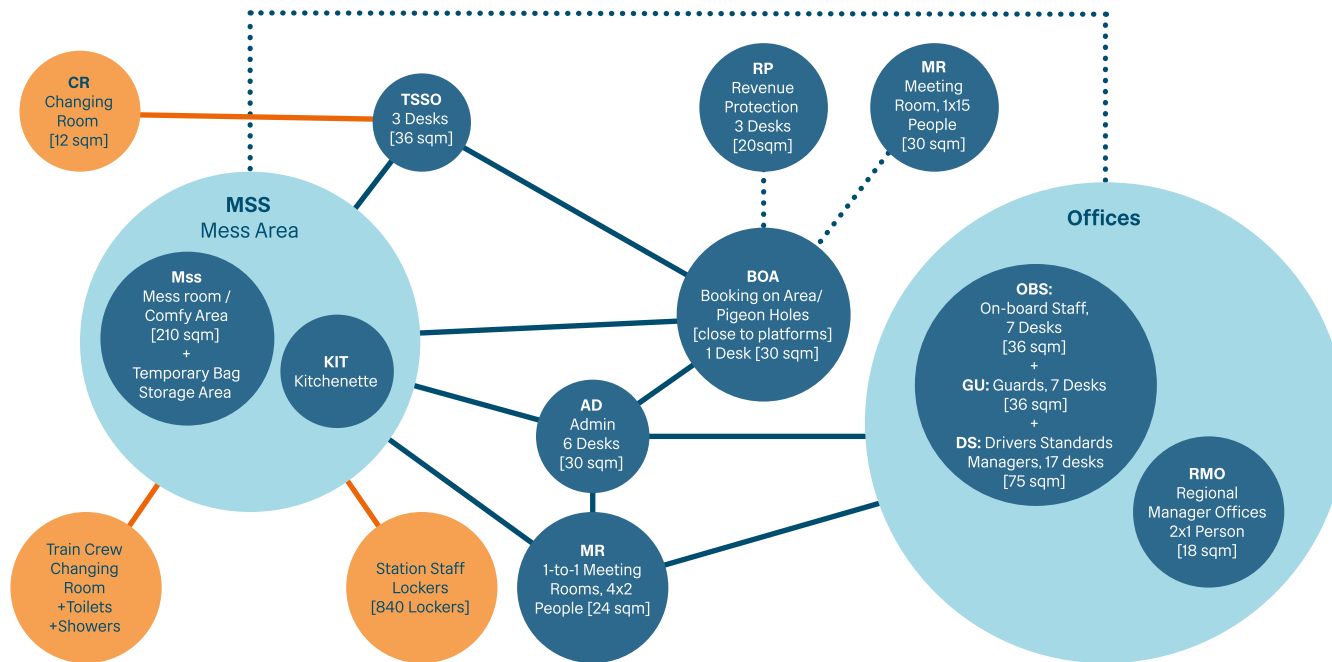 CR
Changing
Room
[12 sqm]
TSSO
3 Desks
[36 sqm]
RP
Revenue
Protection
3 Desks
[20sqm]
MR
Meeting
Room, 1x15
People
[30 sqm]
MSS
Mess Area
Mss
Mess room /
Comfy Area
[210 sqm]
+
Temporary Bag
Storage Area
KIT
Kitchenette
BOA
Booking on Area/
Pigeon Holes
[close to platforms]
1 Desk [30 sqm]
AD
Admin
6 Desks
[30 sqm]
Offices
OBS:
On-board Staff,
7 Desks
[36 sqm]
+
GU: Guards, 7 Desks
[36 sqm]
+
DS: Drivers Standards
Managers, 17 desks
[75 sqm]
RMO
Regional
Manager Offices
2x1 Person
[18 sqm]
Train Crew
Changing
Room
+Toilets
+Showers
Station Staff
Lockers
[840 Lockers]
MR
1-to-1 Meeting
Rooms, 4x2
People [24 sqm]